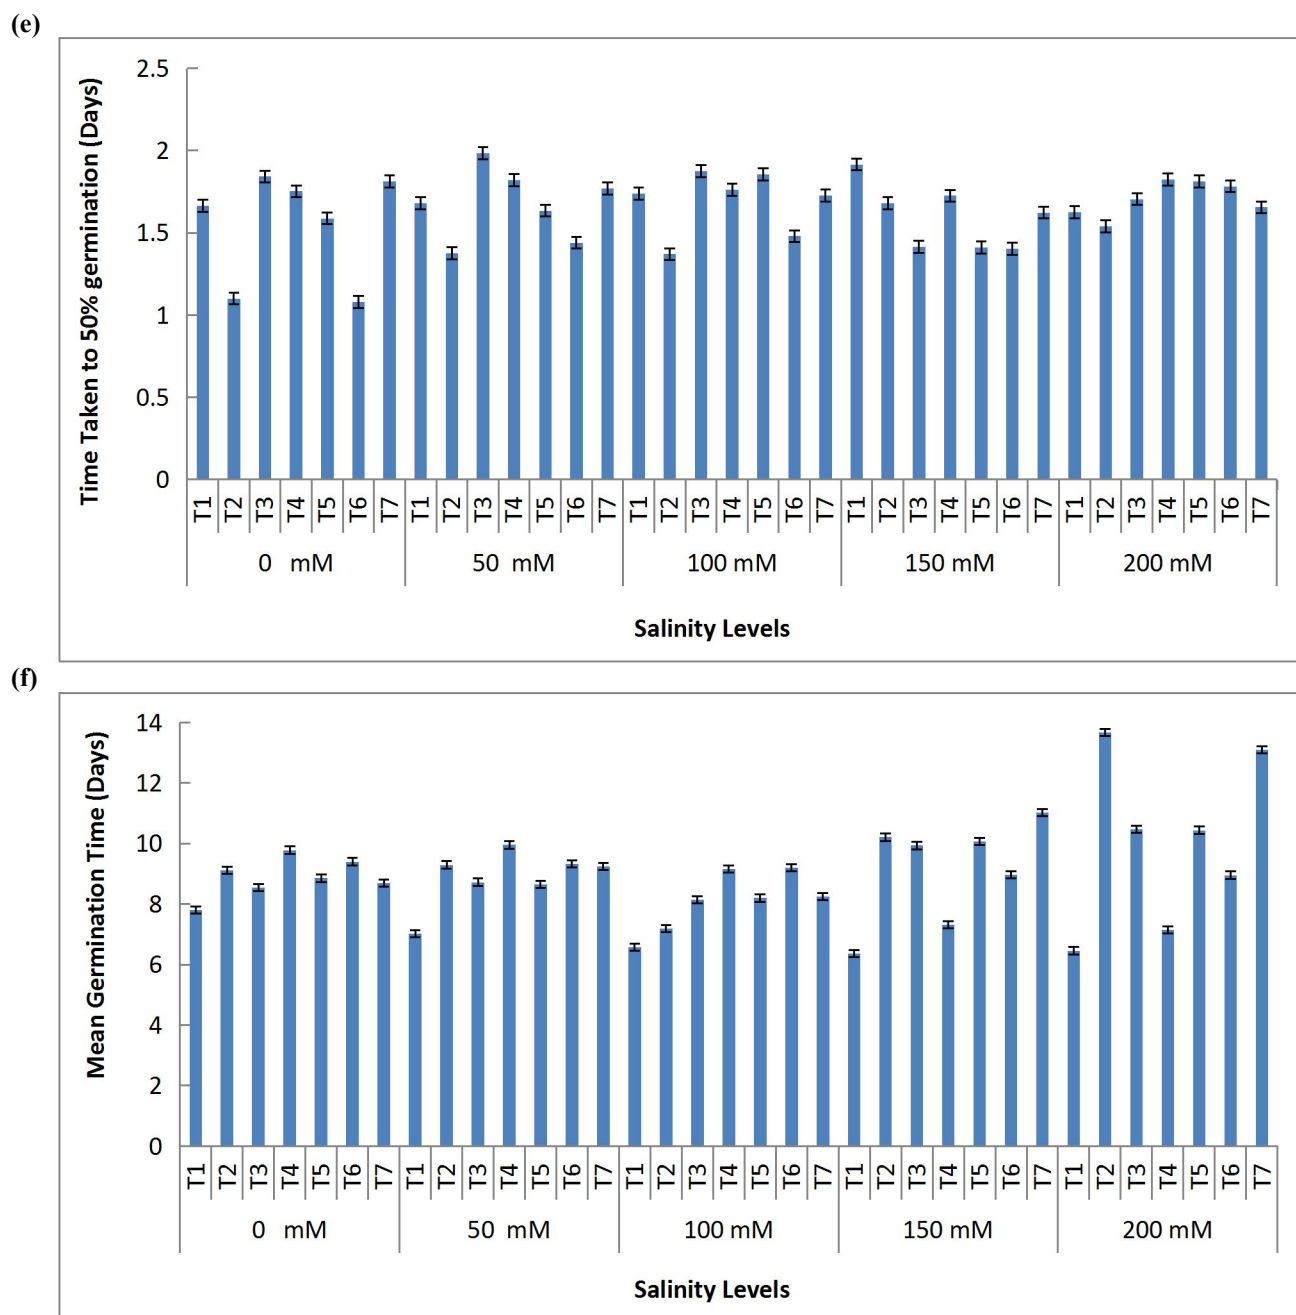 (e)
Time Taken to 50% germination (Days)
2.5
2
1.5
1
0.5
0
T1 T2 T3 T4 T5 T6 T7 T1 T2 T3 T4 T5 T6 T7 T1 T2 T3 T4 T5 T6 T7 T1 T2 T3 T4 T5 T6 T7 T1 T2 T3 T4 T5 T6 T7
0 mM 50 mM 100 mM 150 mM 200 mM
Salinity Levels
(f)
Mean Germination Time (Days)
14
12
10
8
6
4
2
0
T1 T2 T3 T4 T5 T6 T7 T1 T2 T3 T4 T5 T6 T7 T1 T2 T3 T4 T5 T6 T7 T1 T2 T3 T4 T5 T6 T7 T1 T2 T3 T4 T5 T6 T7
0 mM 50 mM 100 mM 150 mM 200 mM
Salinity Levels